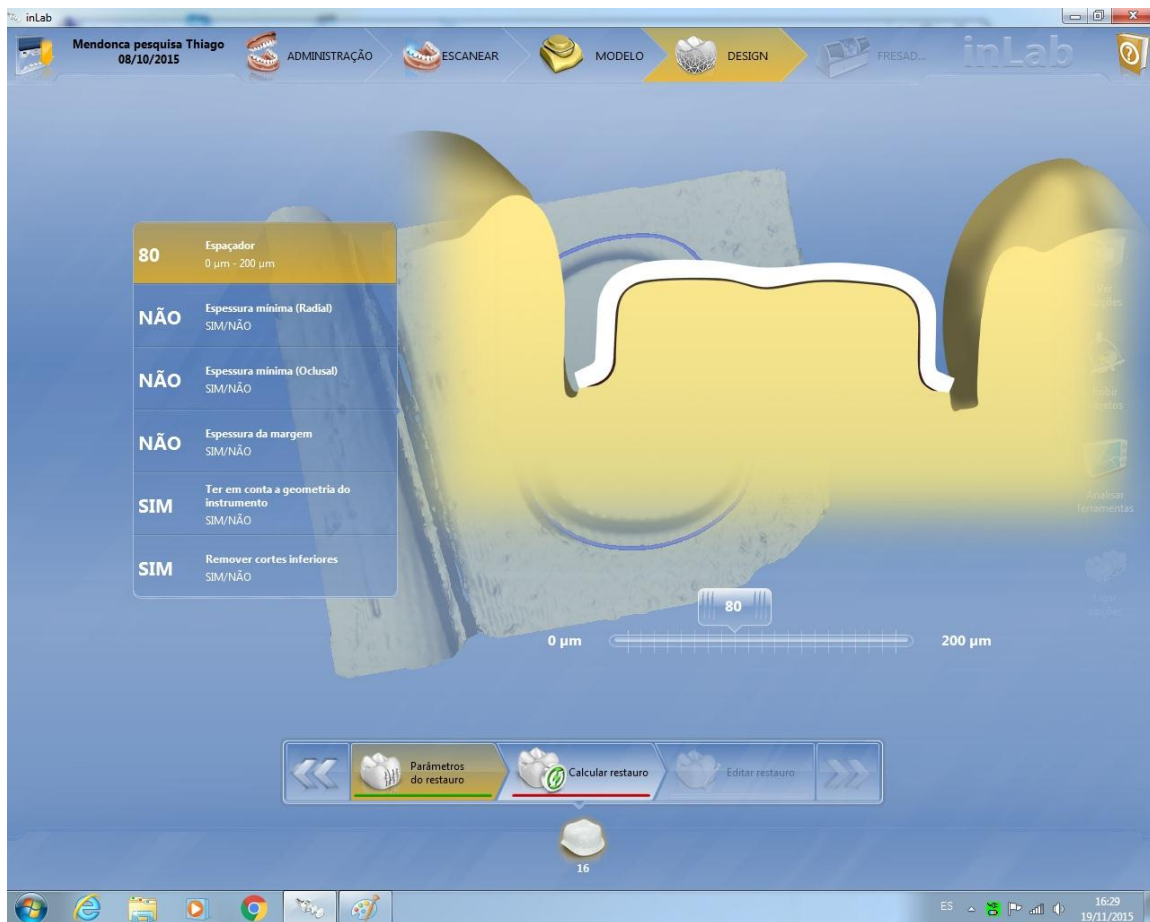 inLab
Mendonca pesquisa Thiago
08/10/2015
ADMINISTRAÇÃO
ESCANEAR
MODELO
DESIGN
FRESAD...
inLab
80
Espaçador
0 µm - 200 µm
NÃO
Espessura mínima (Radial)
SIM/NÃO
NÃO
Espessura mínima (Oclusal)
SIM/NÃO
NÃO
Espessura da margem
SIM/NÃO
SIM
Ter em conta a geometria do
instrumento
SIM/NÃO
SIM
Remover cortes inferiores
SIM/NÃO
Ver
Analisar
ferramentas
80
0 µm
200 µm
Parâmetros
do restauro
Calcular restauro
Editar restauro
16
ES
16:29
19/11/2015